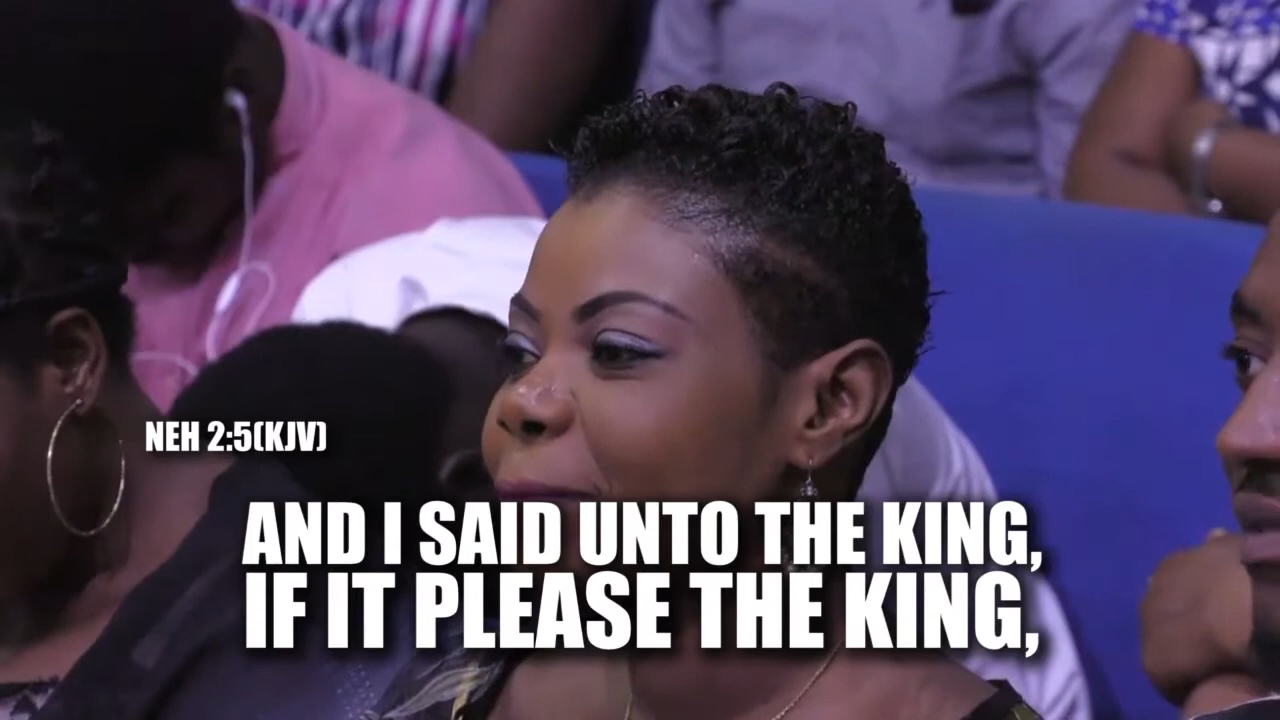 NEH 2:5(KJV)
AND I SAID UNTO THE KING,
IF IT PLEASE THE KING,